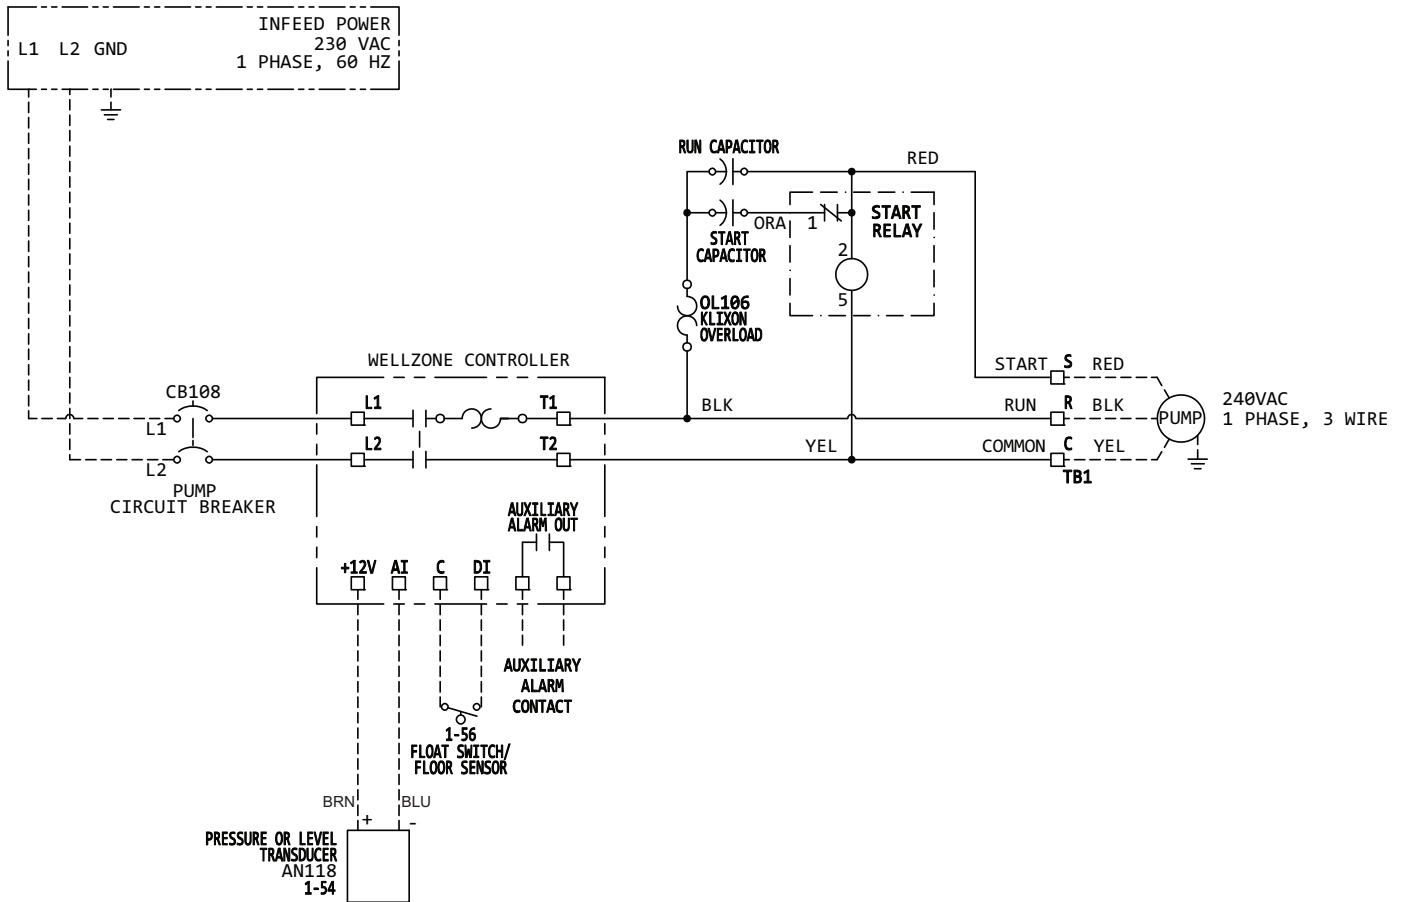 INFEED POWER
230 VAC
1 PHASE, 60 HZ
L1 L2 GND
RUN CAPACITOR
RED
ORA 1
START
RELAY
START
CAPACITOR
2
5
OL106
KLIXON
OVERLOAD
WELLZONE CONTROLLER
START S RED
CB108
L1 T1
BLK
RUN R BLK
PUMP
240VAC
1 PHASE, 3 WIRE
L1
L2 T2
YEL
COMMON C YEL
L2
TB1
PUMP
CIRCUIT BREAKER
AUXILIARY
ALARM OUT
+12V AI C DI
AUXILIARY
ALARM
CONTACT
1-56
FLOAT SWITCH/
FLOOR SENSOR
BRN BLU
+ -
PRESSURE OR LEVEL
TRANSDUCER
AN118
1-54